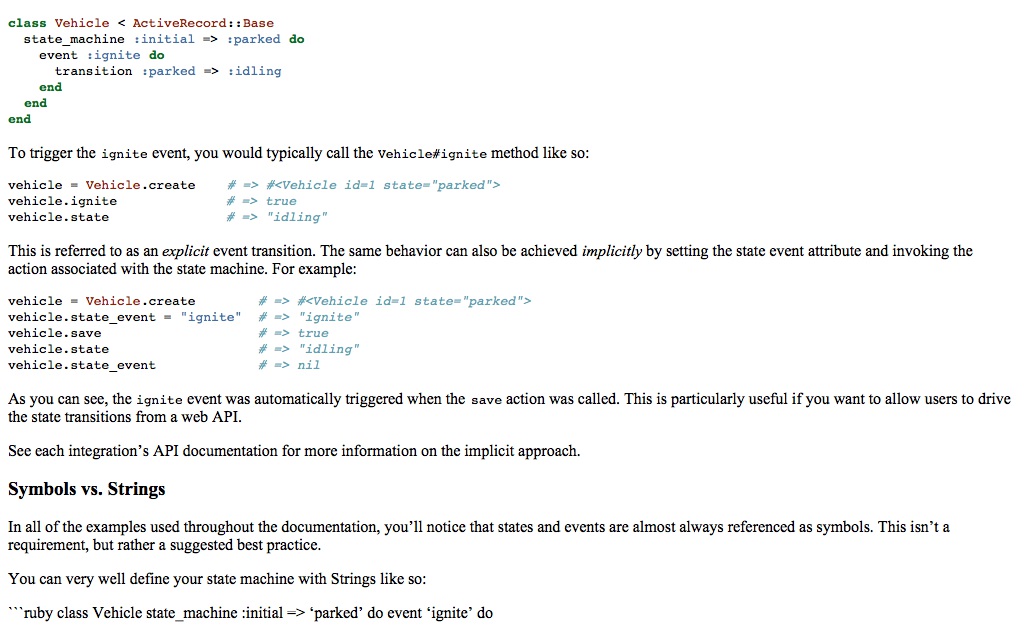 class Vehicle < ActiveRecord::Base
  state_machine :initial => :parked do
    event :ignite do
      transition :parked => :idling
    end
  end
end
To trigger the ignite event, you would typically call the Vehicle#ignite method like so:
vehicle = Vehicle.create    # => #<Vehicle id=1 state="parked">
vehicle.ignite              # => true
vehicle.state               # => "idling"
This is referred to as an explicit event transition. The same behavior can also be achieved implicitly by setting the state event attribute and invoking the
action associated with the state machine. For example:
vehicle = Vehicle.create        # => #<Vehicle id=1 state="parked">
vehicle.state_event = "ignite"  # => "ignite"
vehicle.save                    # => true
vehicle.state                   # => "idling"
vehicle.state_event             # => nil
As you can see, the ignite event was automatically triggered when the save action was called. This is particularly useful if you want to allow users to drive
the state transitions from a web API.
See each integration’s API documentation for more information on the implicit approach.
Symbols vs. Strings
In all of the examples used throughout the documentation, you’ll notice that states and events are almost always referenced as symbols. This isn’t a
requirement, but rather a suggested best practice.
You can very well define your state machine with Strings like so:
```ruby class Vehicle state_machine :initial => ‘parked’ do event ‘ignite’ do